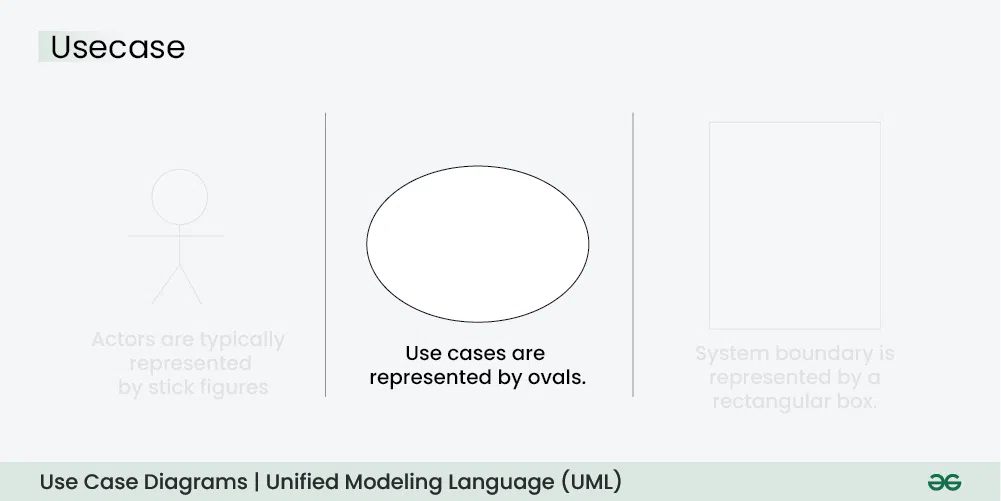 Usecase
Actors are typically
represented
by stick figures
Use cases are
represented by ovals.
System boundary is
represented by a
rectangular box.
Use Case Diagrams | Unified Modeling Language (UML)